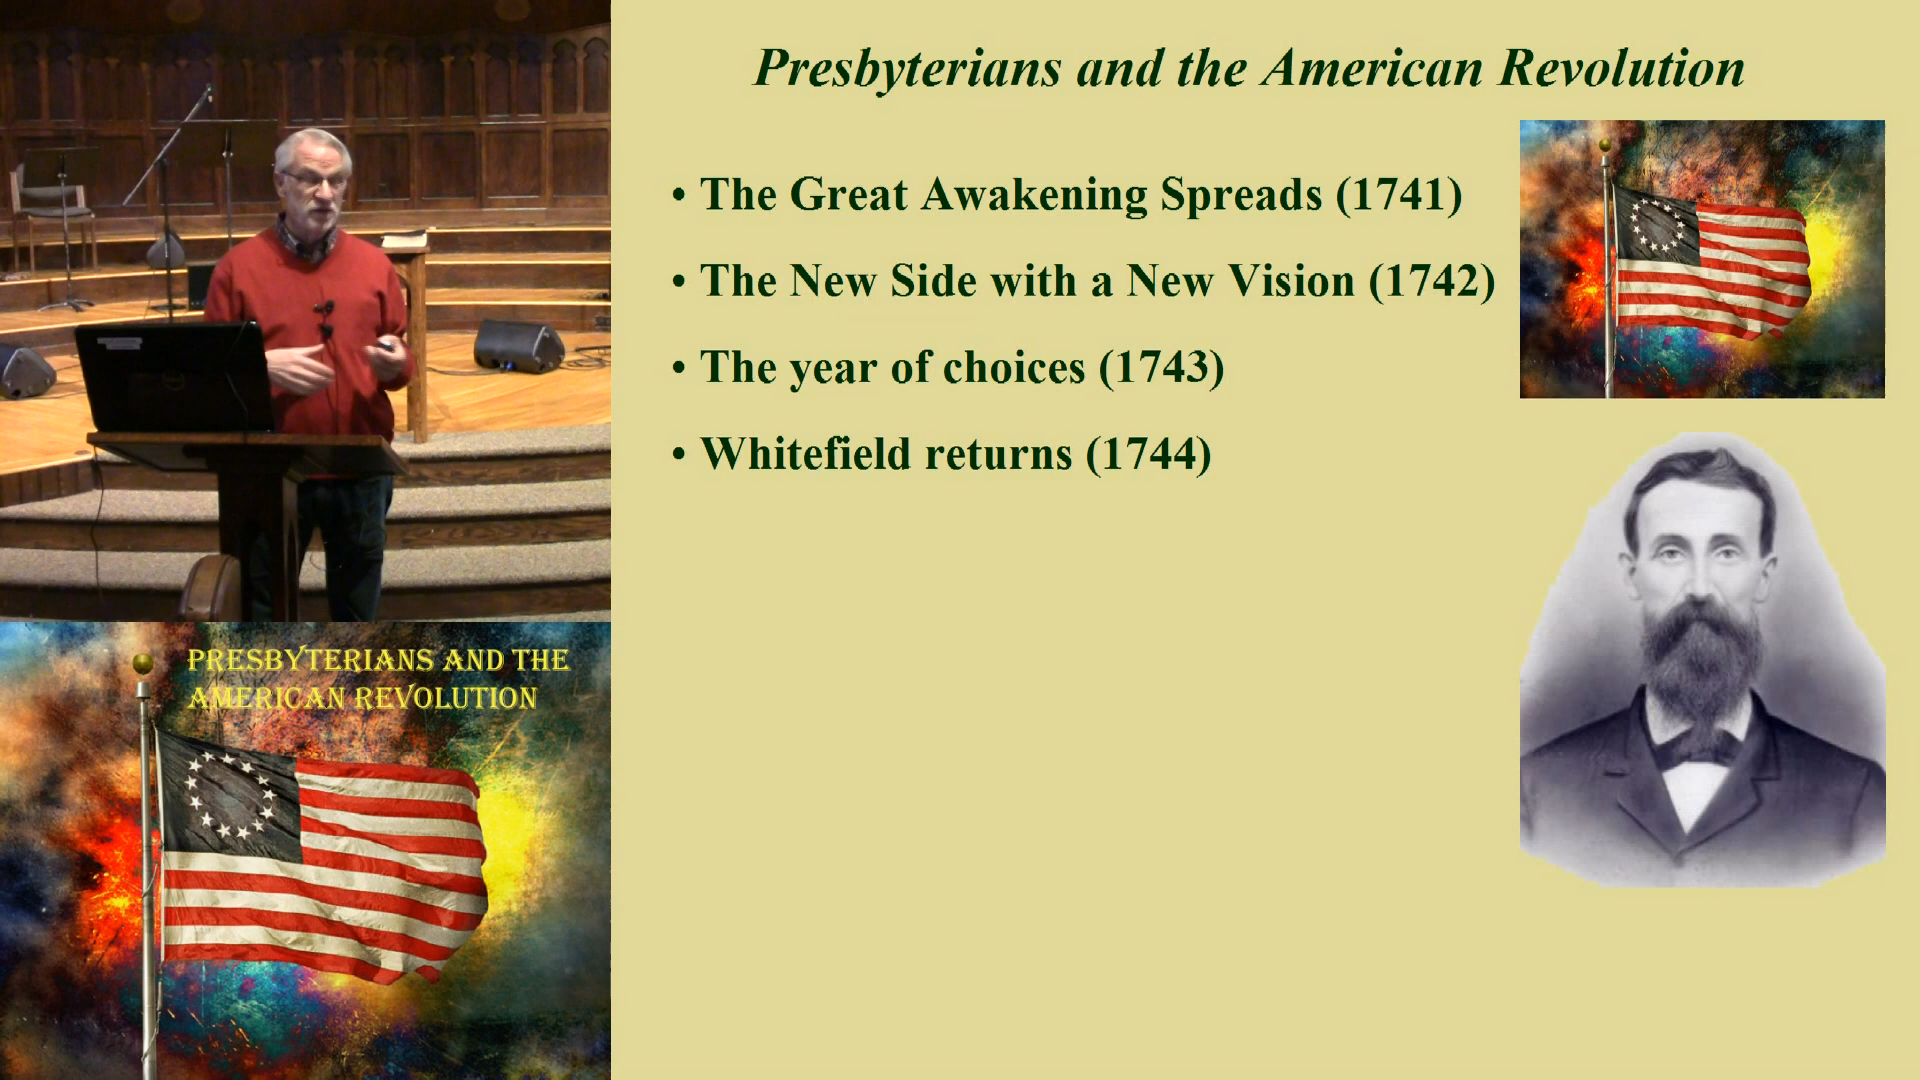 Presbyterians and the American Revolution
• The Great Awakening Spreads (1741)
• The New Side with a New Vision (1742)
• The year of choices (1743)
• Whitefield returns (1744)
PRESBYTERIANS AND THE
AMERICAN REVOLUTION